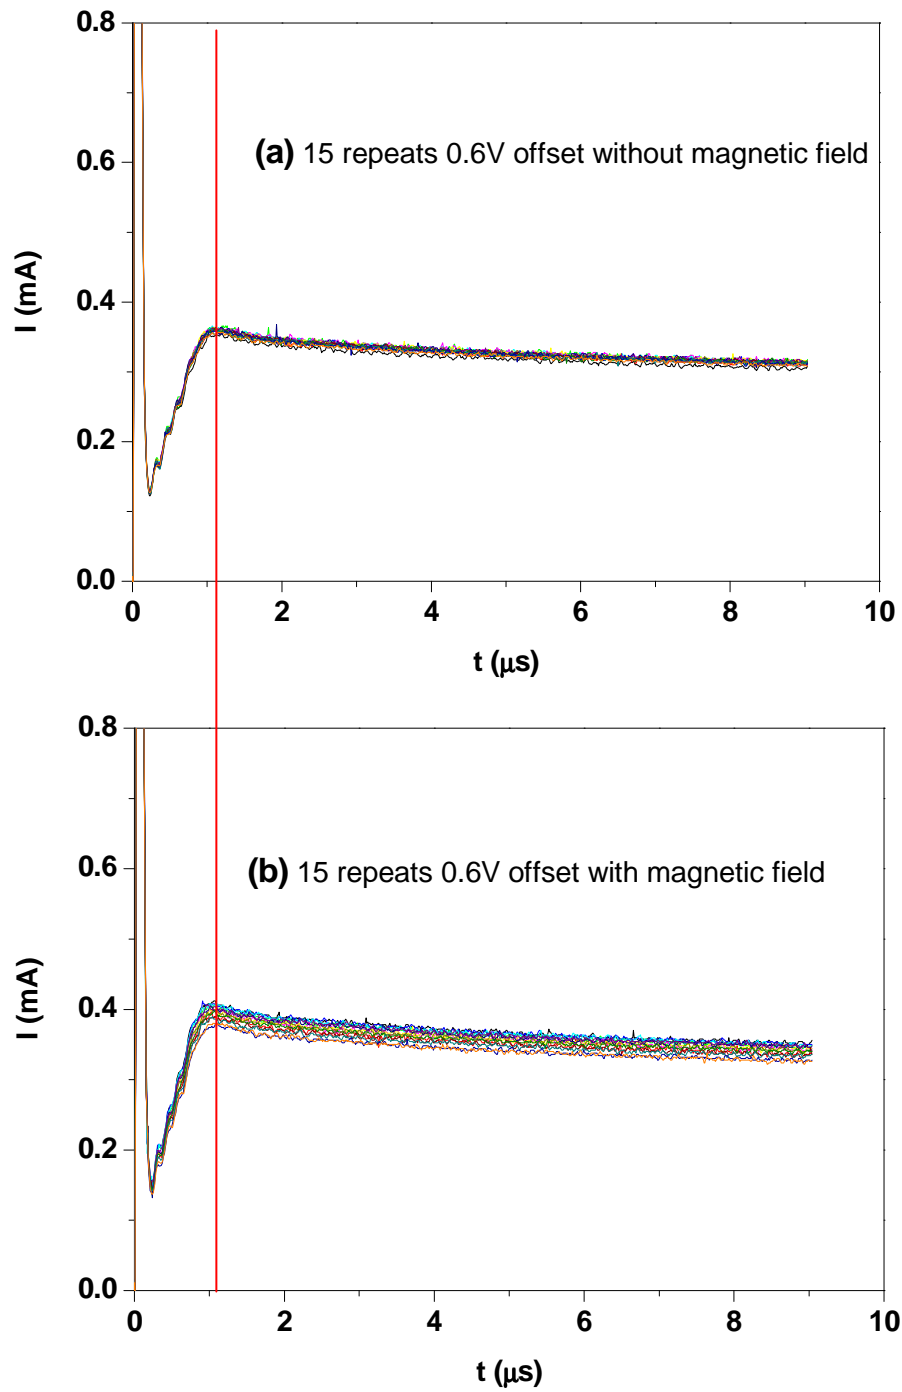 0.8
(a) 15 repeats 0.6V offset without magnetic field
0.6
I (mA)
0.4
0.2
0.0
0 2 4 6 8 10
t (μs)
0.8
(b) 15 repeats 0.6V offset with magnetic field
0.6
I (mA)
0.4
0.2
0.0
0 2 4 6 8 10
t (μs)